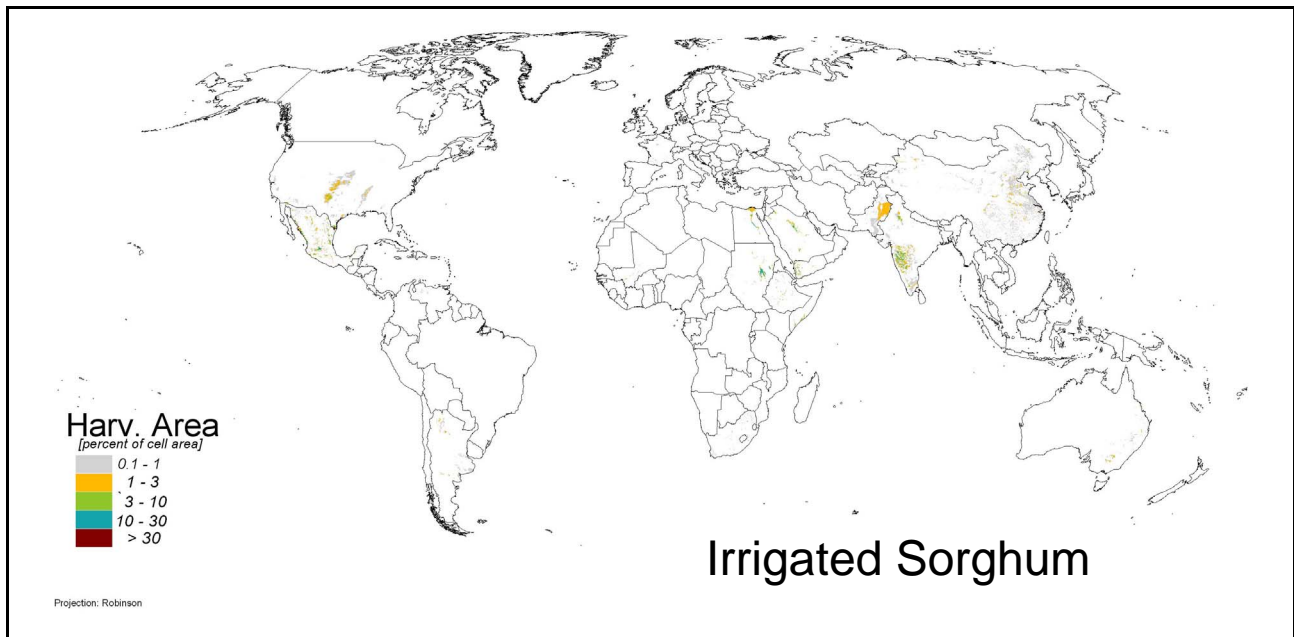 Harv. Area
[percent of cell area]
0.1 - 1
1 - 3
3 - 10
10 - 30
> 30
Irrigated Sorghum
Projection: Robinson